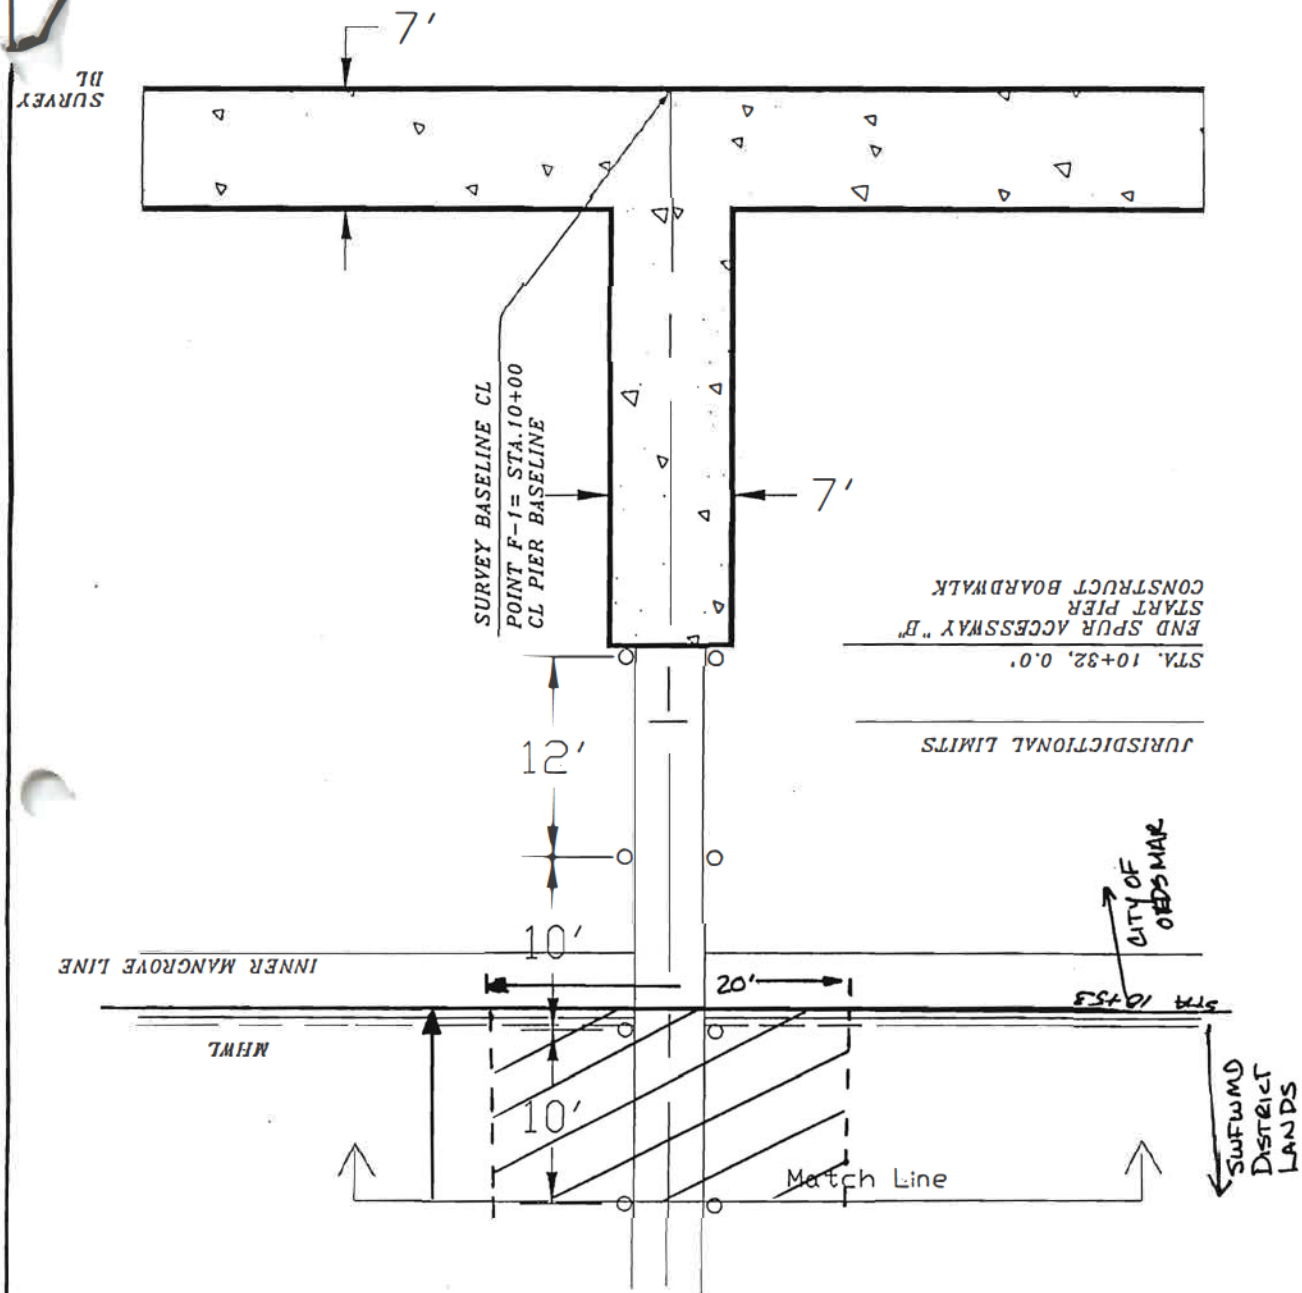 7'
SURVEY
BL
SURVEY BASELINE CL
POINT F-1= STA.10+00
CL PIER BASELINE
7'
STA. 10+32, 0.0'
END SPUR ACCESSWAY "B"
START PIER
CONSTRUCT BOARDWALK
JURISDICTIONAL LIMITS
12'
CITY OF
OLDSMAR
10'
INNER MANGROVE LINE
20'
STA 10+53
MHWL
10'
SWFWMD
DISTRICT
LANDS
Match Line